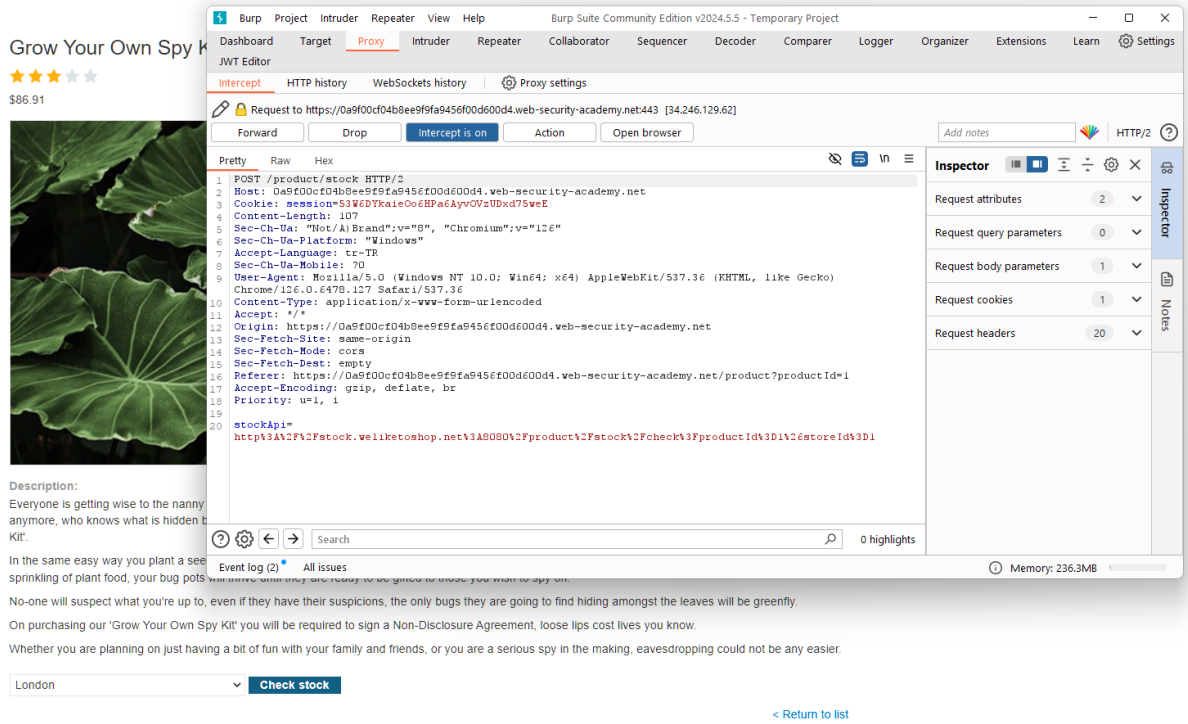 Grow Your Own Spy K
$86.91
Burp Project Intruder Repeater View Help Burp Suite Community Edition v2024.5.5 - Temporary Project
Dashboard Target Proxy Intruder Repeater Collaborator Sequencer Decoder Comparer Logger Organizer Extensions Learn Settings
JWT Editor
Intercept HTTP history WebSockets history Proxy settings
Request to https://0a9f00cf04b8ee9f9fa9456f00d600d4.web-security-academy.net:443 [34.246.129.62]
Forward Drop Intercept is on Action Open browser Add notes HTTP/2
Pretty Raw Hex \n
1 POST /product/stock HTTP/2
2 Host: 0a9f00cf04b8ee9f9fa9456f00d600d4.web-security-academy.net
3 Cookie: session=53W6DYkaieOo6HPa6AyvOVzUDxd75weE
4 Content-Length: 107
5 Sec-Ch-Ua: "Not/A)Brand";v="8", "Chromium";v="126"
6 Sec-Ch-Ua-Platform: "Windows"
7 Accept-Language: tr-TR
8 Sec-Ch-Ua-Mobile: ?0
9 User-Agent: Mozilla/5.0 (Windows NT 10.0; Win64; x64) AppleWebKit/537.36 (KHTML, like Gecko)
Chrome/126.0.6478.127 Safari/537.36
10 Content-Type: application/x-www-form-urlencoded
11 Accept: */*
12 Origin: https://0a9f00cf04b8ee9f9fa9456f00d600d4.web-security-academy.net
13 Sec-Fetch-Site: same-origin
14 Sec-Fetch-Mode: cors
15 Sec-Fetch-Dest: empty
16 Referer: https://0a9f00cf04b8ee9f9fa9456f00d600d4.web-security-academy.net/product?productId=1
17 Accept-Encoding: gzip, deflate, br
18 Priority: u=1, i
19
20 stockApi=
http%3A%2F%2Fstock.weliketoshop.net%3A8080%2Fproduct%2Fstock%2Fcheck%3FproductId%3D1%26storeId%3D1
Inspector
Request attributes 2
Request query parameters 0
Request body parameters 1
Request cookies 1
Request headers 20
Inspector
Notes
Search 0 highlights
Event log (2) All issues Memory: 236.3MB
Description:
Everyone is getting wise to the nanny
anymore, who knows what is hidden b
Kit'.
In the same easy way you plant a see
sprinkling of plant food, your bug pots will thrive until they are ready to be gifted to those you wish to spy on.
No-one will suspect what you're up to, even if they have their suspicions, the only bugs they are going to find hiding amongst the leaves will be greenfly.
On purchasing our 'Grow Your Own Spy Kit' you will be required to sign a Non-Disclosure Agreement, loose lips cost lives you know.
Whether you are planning on just having a bit of fun with your family and friends, or you are a serious spy in the making, eavesdropping could not be any easier.
London Check stock
< Return to list